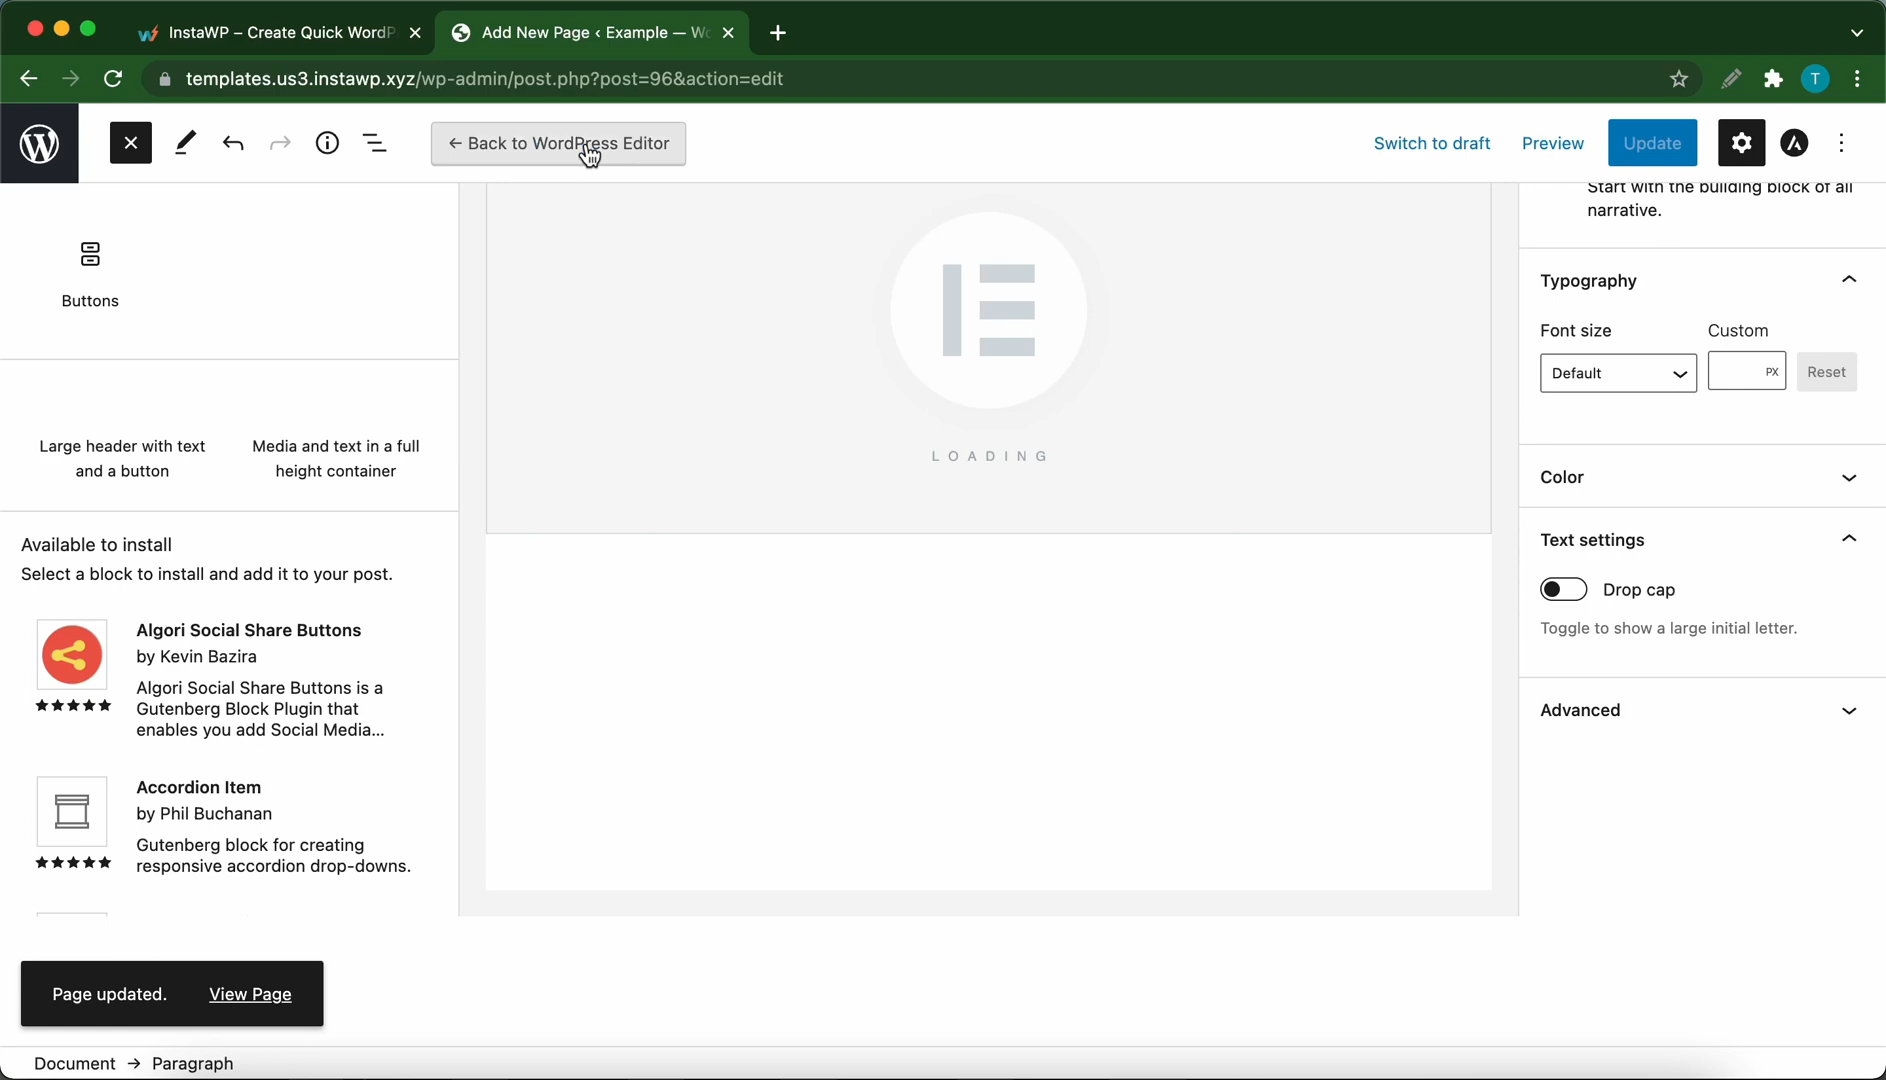 InstaWP – Create Quick WordP
Add New Page ‹ Example — Wo
templates.us3.instawp.xyz/wp-admin/post.php?post=96&action=edit
T
← Back to WordPress Editor
Switch to draft
Preview
Update
Buttons
Large header with text
and a button
Media and text in a full
height container
Available to install
Select a block to install and add it to your post.
Algori Social Share Buttons
by Kevin Bazira
Algori Social Share Buttons is a
Gutenberg Block Plugin that
enables you add Social Media...
Accordion Item
by Phil Buchanan
Gutenberg block for creating
responsive accordion drop-downs.
Page updated.
View Page
Document → Paragraph
LOADING
Start with the building block of all
narrative.
Typography
Font size
Custom
Default
PX
Reset
Color
Text settings
Drop cap
Toggle to show a large initial letter.
Advanced